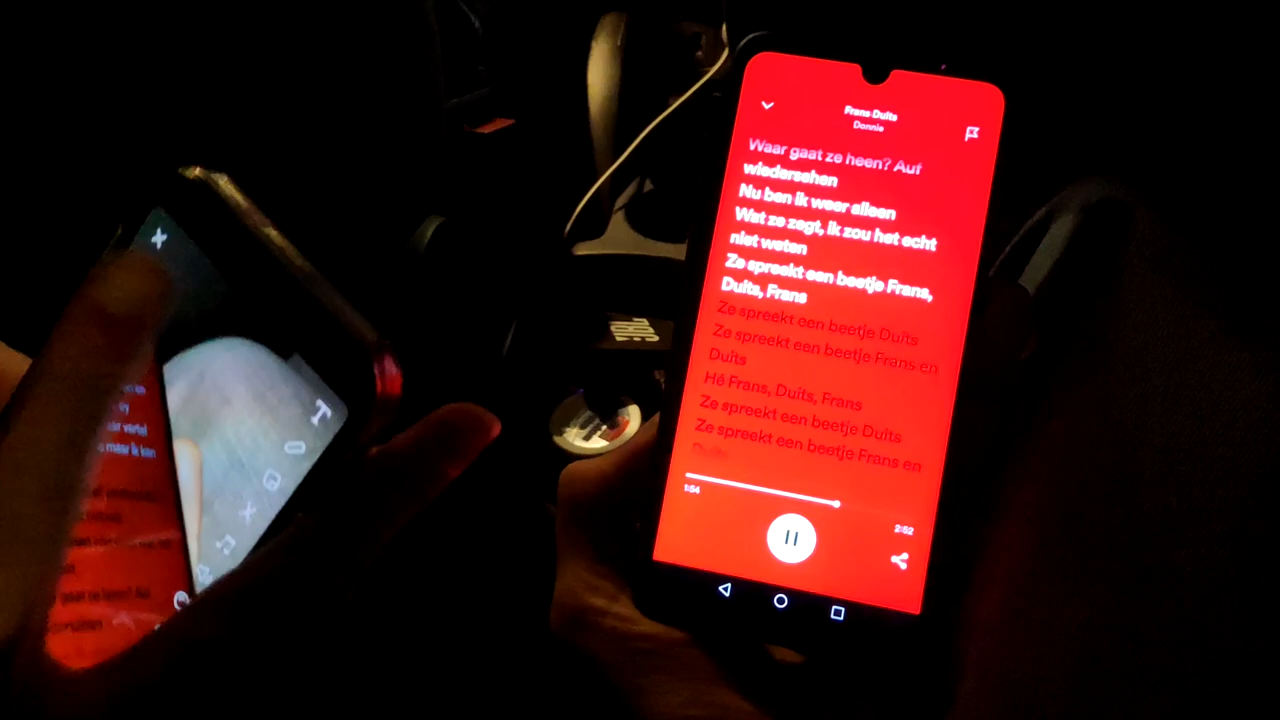 Frans Duits
Donnie
Waar gaat ze heen? Auf
wiedersehen
Nu ben ik weer alleen
Wat ze zegt, ik zou het echt
niet weten
Ze spreekt een beetje Frans,
Duits, Frans
Ze spreekt een beetje Duits
Ze spreekt een beetje Frans en
Duits
Hé Frans, Duits, Frans
Ze spreekt een beetje Duits
Ze spreekt een beetje Frans en
1:54
2:52
JBL
T
maar ik kan